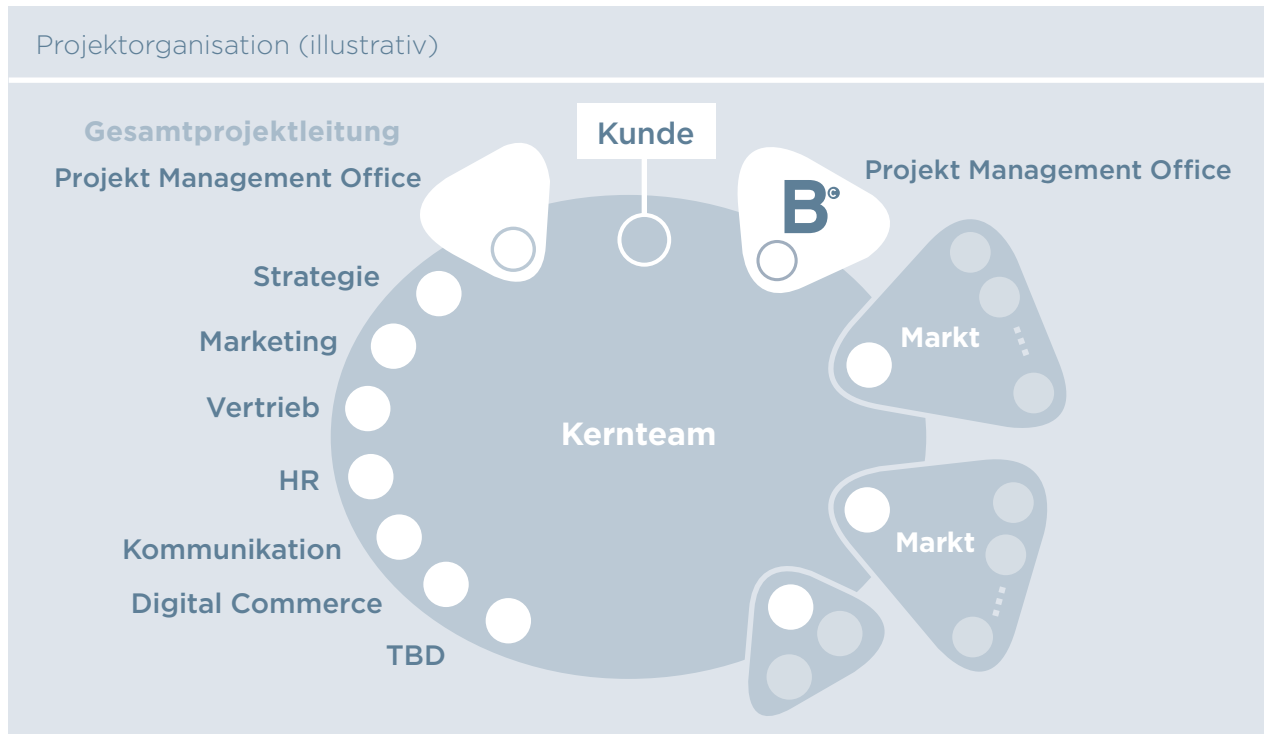 Projektorganisation (illustrativ)
Gesamtprojektleitung
Projekt Management Office
Kunde
B©
Projekt Management Office
Strategie
Marketing
Vertrieb
HR
Kommunikation
Digital Commerce
TBD
Kernteam
Markt
Markt